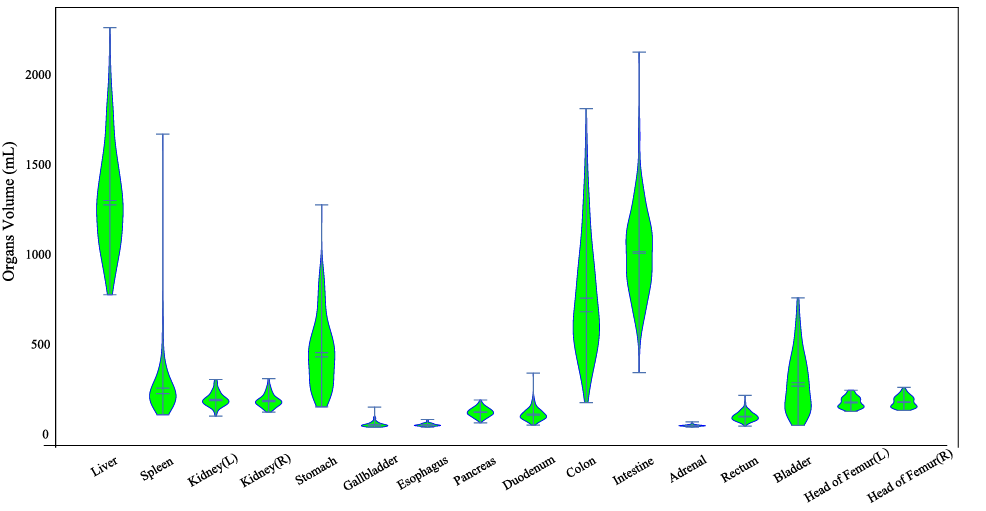 Organs Volume (mL)
2000
1500
1000
500
0
Liver
Spleen
Kidney(L)
Kidney(R)
Stomach
Gallbladder
Esophagus
Pancreas
Duodenum
Colon
Intestine
Adrenal
Rectum
Bladder
Head of Femur(L)
Head of Femur(R)